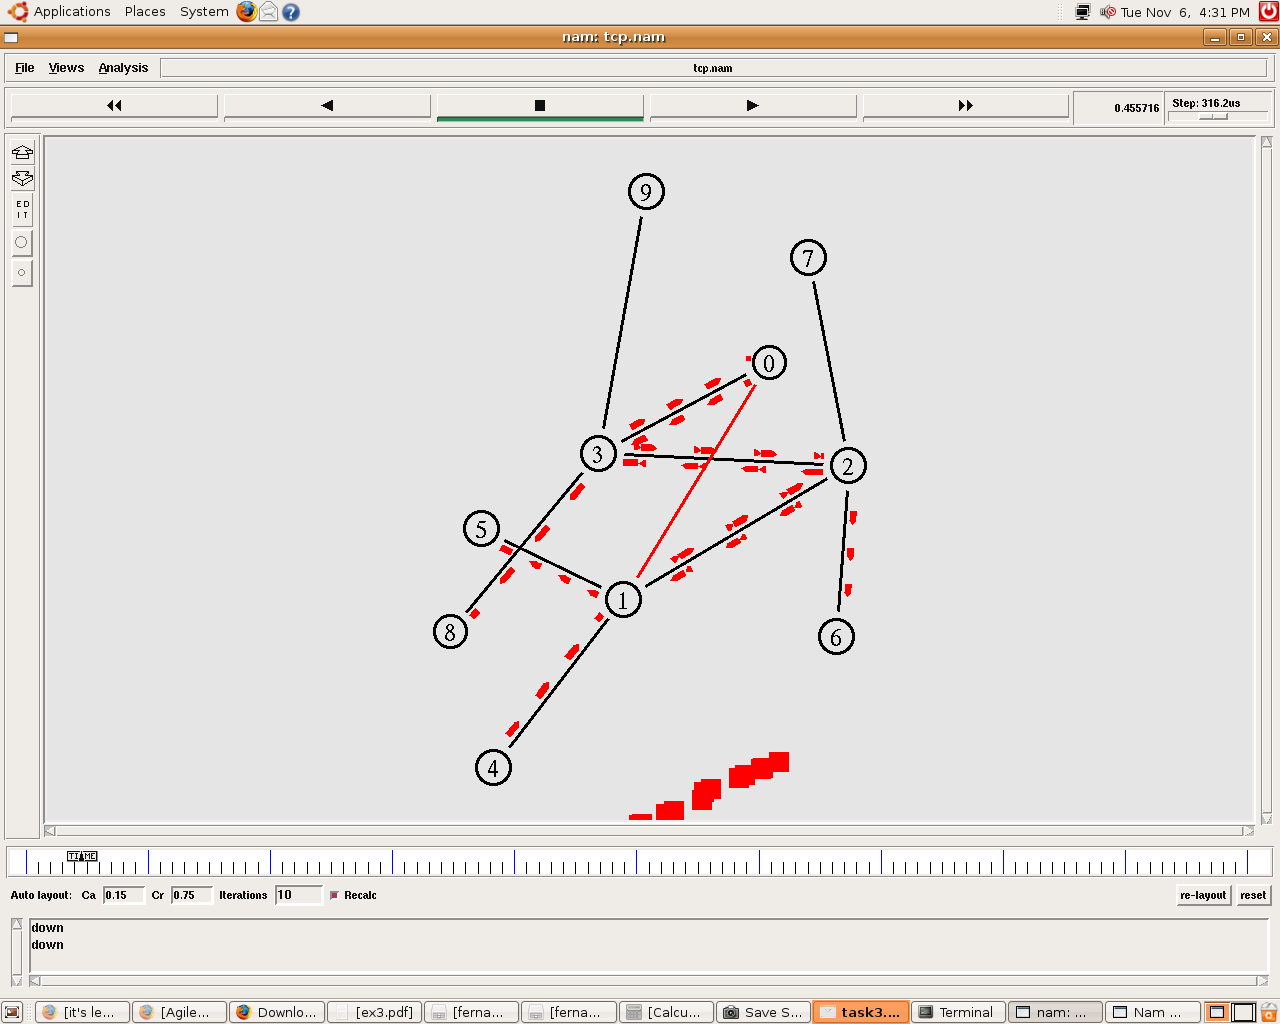 Applications Places System Tue Nov 6, 4:31 PM
nam: tcp.nam
File Views Analysis tcp.nam
0.455716 Step: 316.2us
ED
IT
9
7
0
3
2
5
1
8
6
4
TIME
Auto layout: Ca 0.15 Cr 0.75 Iterations 10 Recalc re-layout reset
down
down
[it's le... [Agile... Downlo... [ex3.pdf] [ferna... [ferna... [Calcu... Save S... task3.... Terminal nam: ... Nam ...